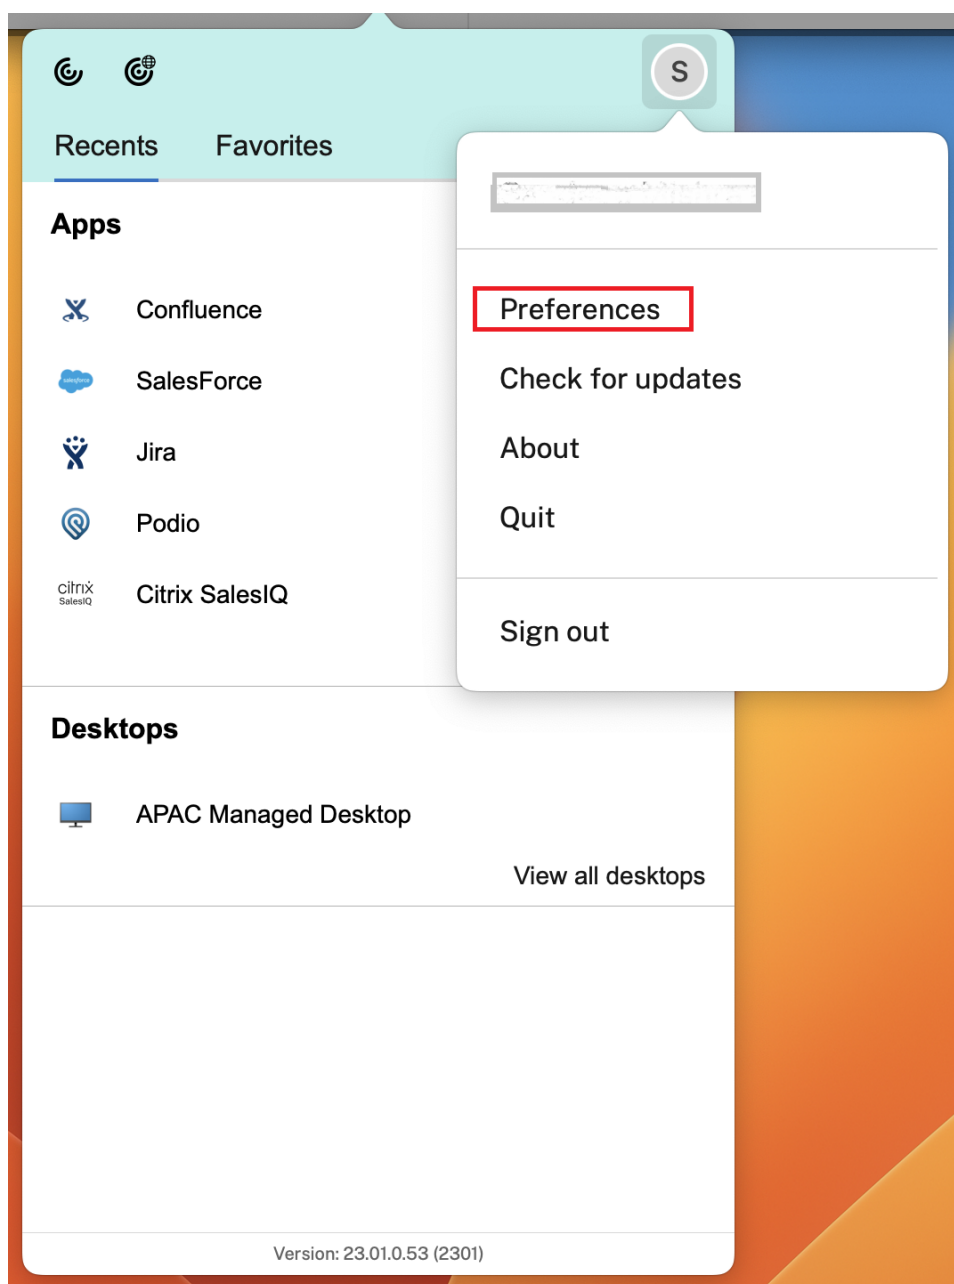 S
Recents Favorites
Apps
Confluence
SalesForce
Jira
Podio
citrix
SalesIQ
Citrix SalesIQ
Preferences
Check for updates
About
Quit
Sign out
Desktops
APAC Managed Desktop
View all desktops
Version: 23.01.0.53 (2301)